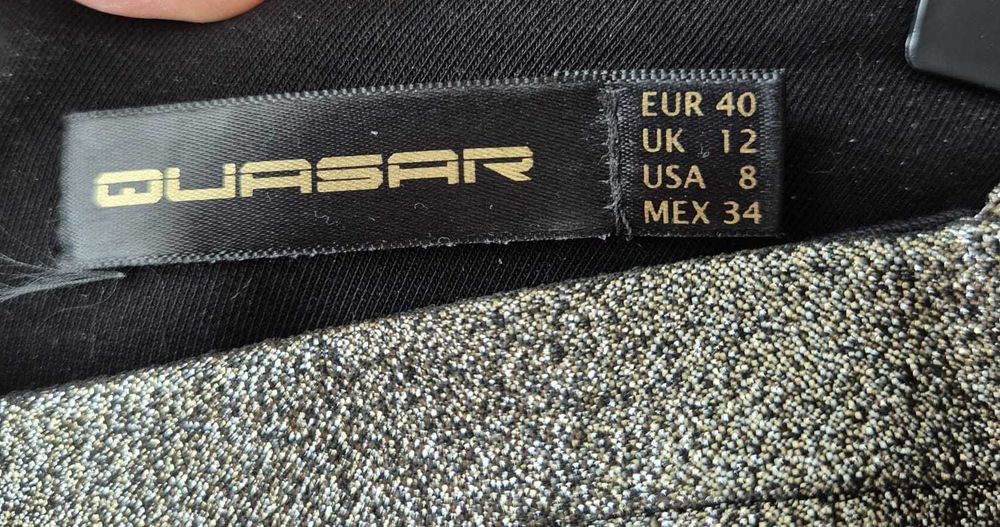 QUASAR
EUR 40
UK 12
USA 8
MEX 34